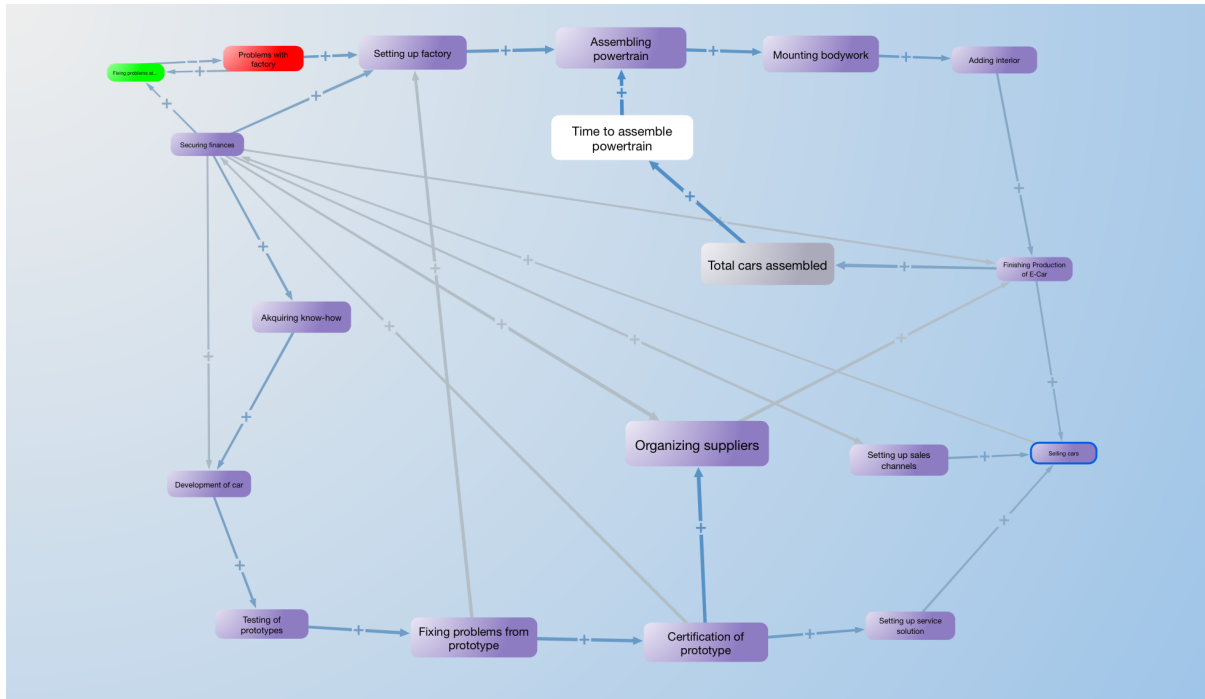 Assembling
powertrain
Problems with
factory
Setting up factory
Mounting bodywork
Adding interior
Fixing problems at...
Time to assemble
powertrain
Securing finances
Total cars assembled
Finishing Production
of E-Car
Akquiring know-how
Organizing suppliers
Setting up sales
channels
Selling cars
Development of car
Testing of
prototypes
Fixing problems from
prototype
Certification of
prototype
Setting up service
solution